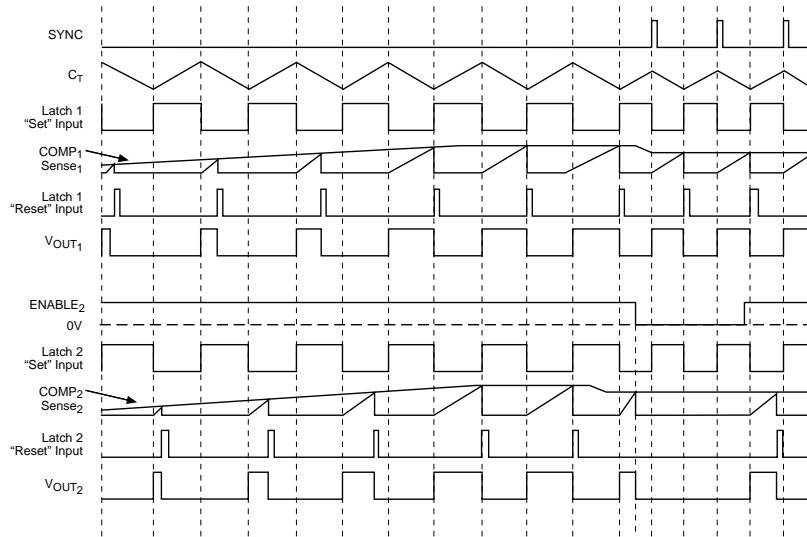 SYNC
CT
Latch 1
“Set” Input
COMP1
Sense1
Latch 1
“Reset” Input
VOUT1
ENABLE2
0V
Latch 2
“Set” Input
COMP2
Sense2
Latch 2
“Reset” Input
VOUT2